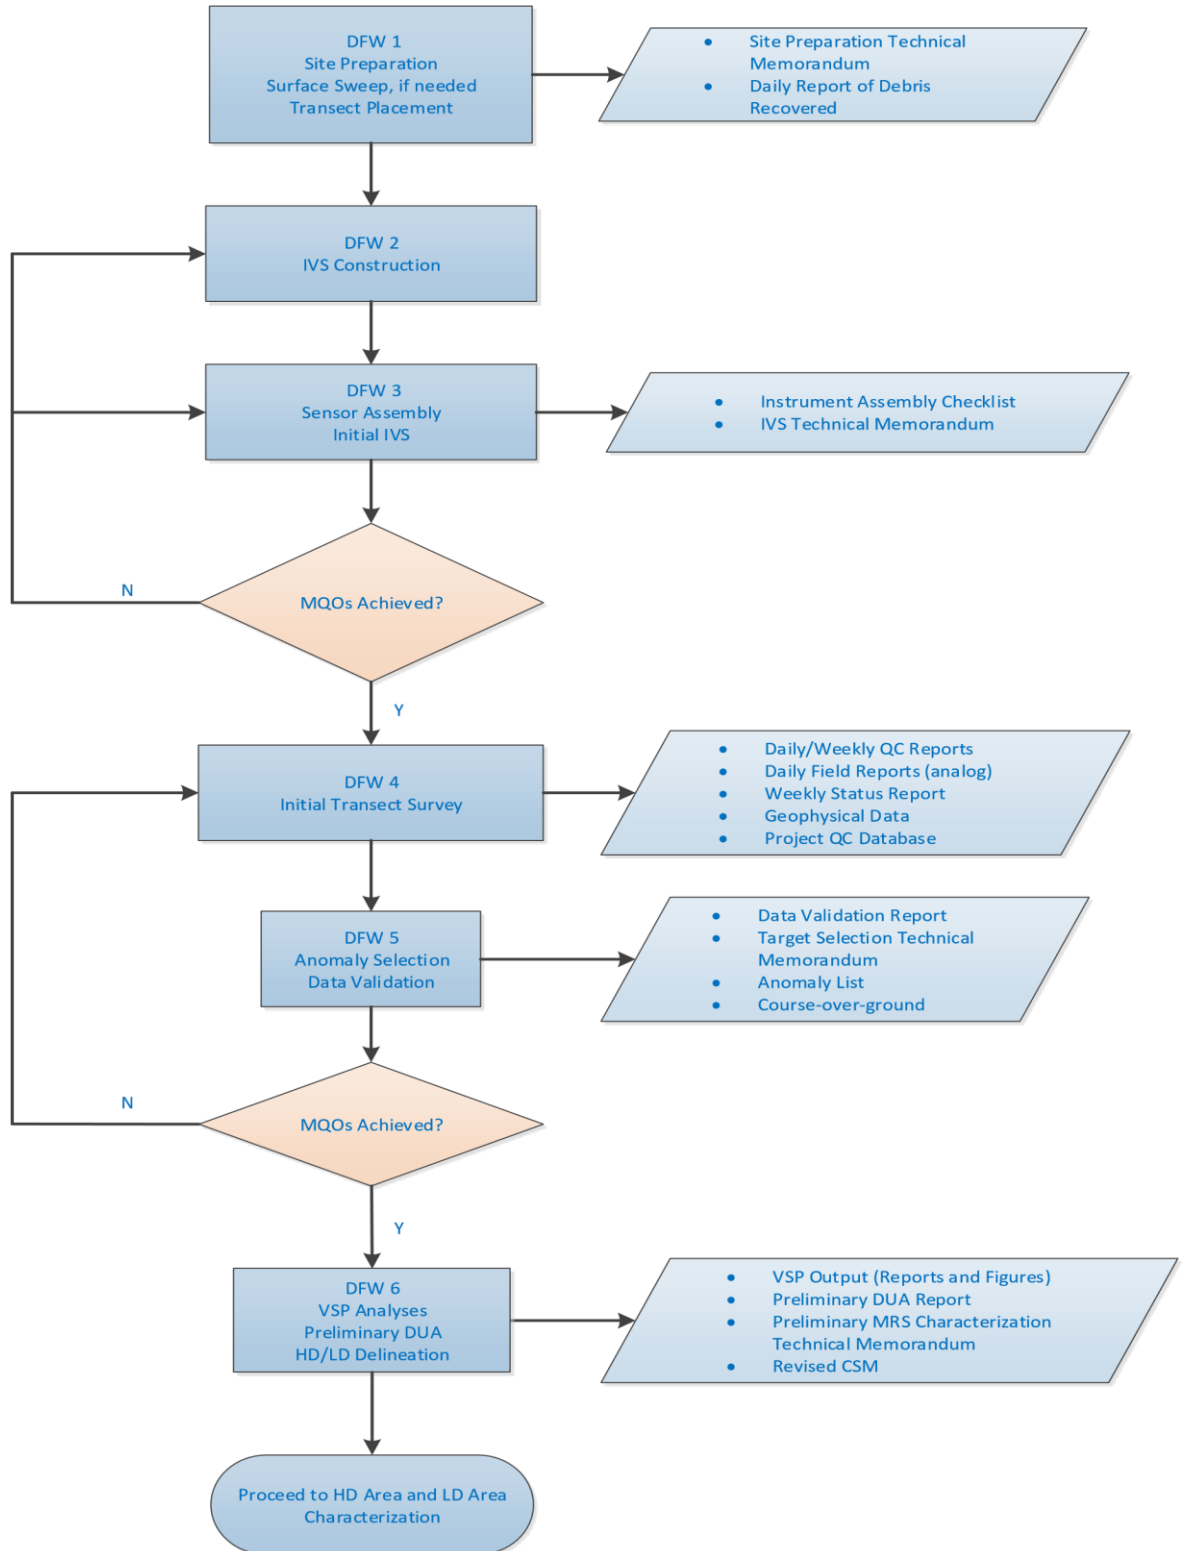 DFW 1
Site Preparation
Surface Sweep, if needed
Transect Placement
• Site Preparation Technical
Memorandum
• Daily Report of Debris
Recovered
DFW 2
IVS Construction
DFW 3
Sensor Assembly
Initial IVS
• Instrument Assembly Checklist
• IVS Technical Memorandum
MQOs Achieved?
N
Y
DFW 4
Initial Transect Survey
• Daily/Weekly QC Reports
• Daily Field Reports (analog)
• Weekly Status Report
• Geophysical Data
• Project QC Database
DFW 5
Anomaly Selection
Data Validation
• Data Validation Report
• Target Selection Technical
Memorandum
• Anomaly List
• Course-over-ground
MQOs Achieved?
N
Y
DFW 6
VSP Analyses
Preliminary DUA
HD/LD Delineation
• VSP Output (Reports and Figures)
• Preliminary DUA Report
• Preliminary MRS Characterization
Technical Memorandum
• Revised CSM
Proceed to HD Area and LD Area
Characterization